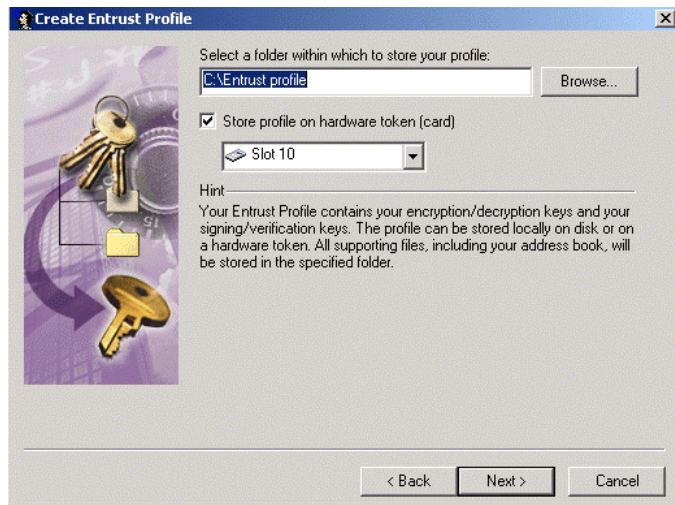 Create Entrust Profile
Select a folder within which to store your profile:
C:\Entrust profile
Browse...
Store profile on hardware token (card)
Slot 10
Hint
Your Entrust Profile contains your encryption/decryption keys and your
signing/verification keys. The profile can be stored locally on disk or on
a hardware token. All supporting files, including your address book, will
be stored in the specified folder.
< Back
Next >
Cancel